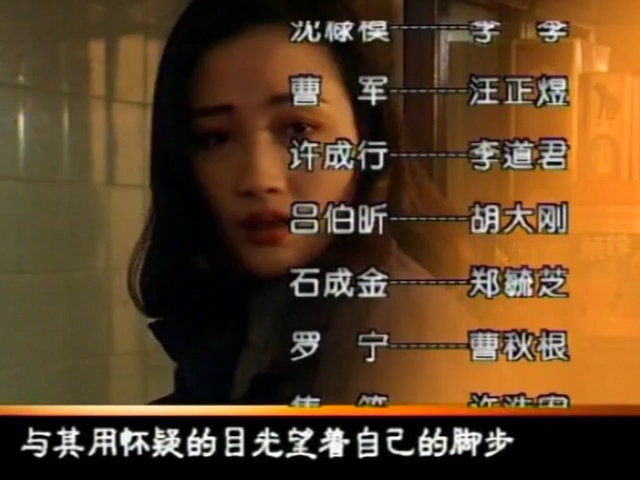 曹 军--------汪正煜
许成行--------李道君
吕伯昕--------胡大刚
石成金--------郑毓芝
罗 宁--------曹秋根
与其用怀疑的目光望着自己的脚步